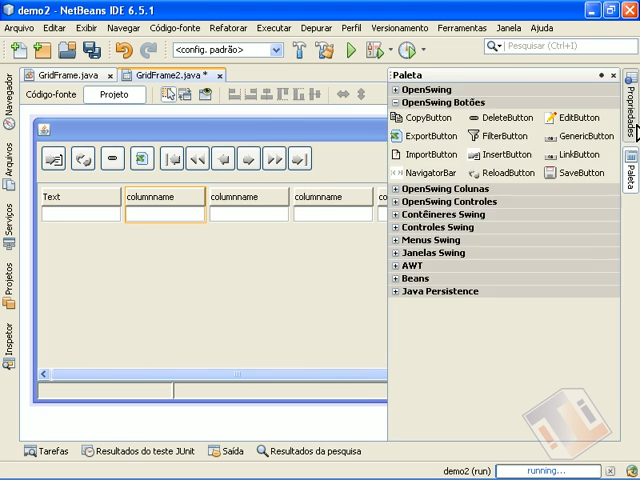 demo2 - NetBeans IDE 6.5.1
Arquivo Editar Exibir Navegar Código-fonte Refatorar Executar Depurar Perfil Versionamento Ferramentas Janela Ajuda
<config. padrão> Pesquisar (Ctrl+I)
GridFrame.java x GridFrame2.java * x
Código-fonte Projeto
Navegador
Arquivos
Serviços
Projetos
Inspetor
Text columnname columnname columnname co
Paleta
OpenSwing
OpenSwing Botões
CopyButton DeleteButton EditButton
ExportButton FilterButton GenericButton
ImportButton InsertButton LinkButton
NavigatorBar ReloadButton SaveButton
OpenSwing Colunas
OpenSwing Controles
Contêineres Swing
Controles Swing
Menus Swing
Janelas Swing
AWT
Beans
Java Persistence
Propriedades
Paleta
Tarefas Resultados do teste JUnit Saída Resultados da pesquisa
demo2 (run) running...